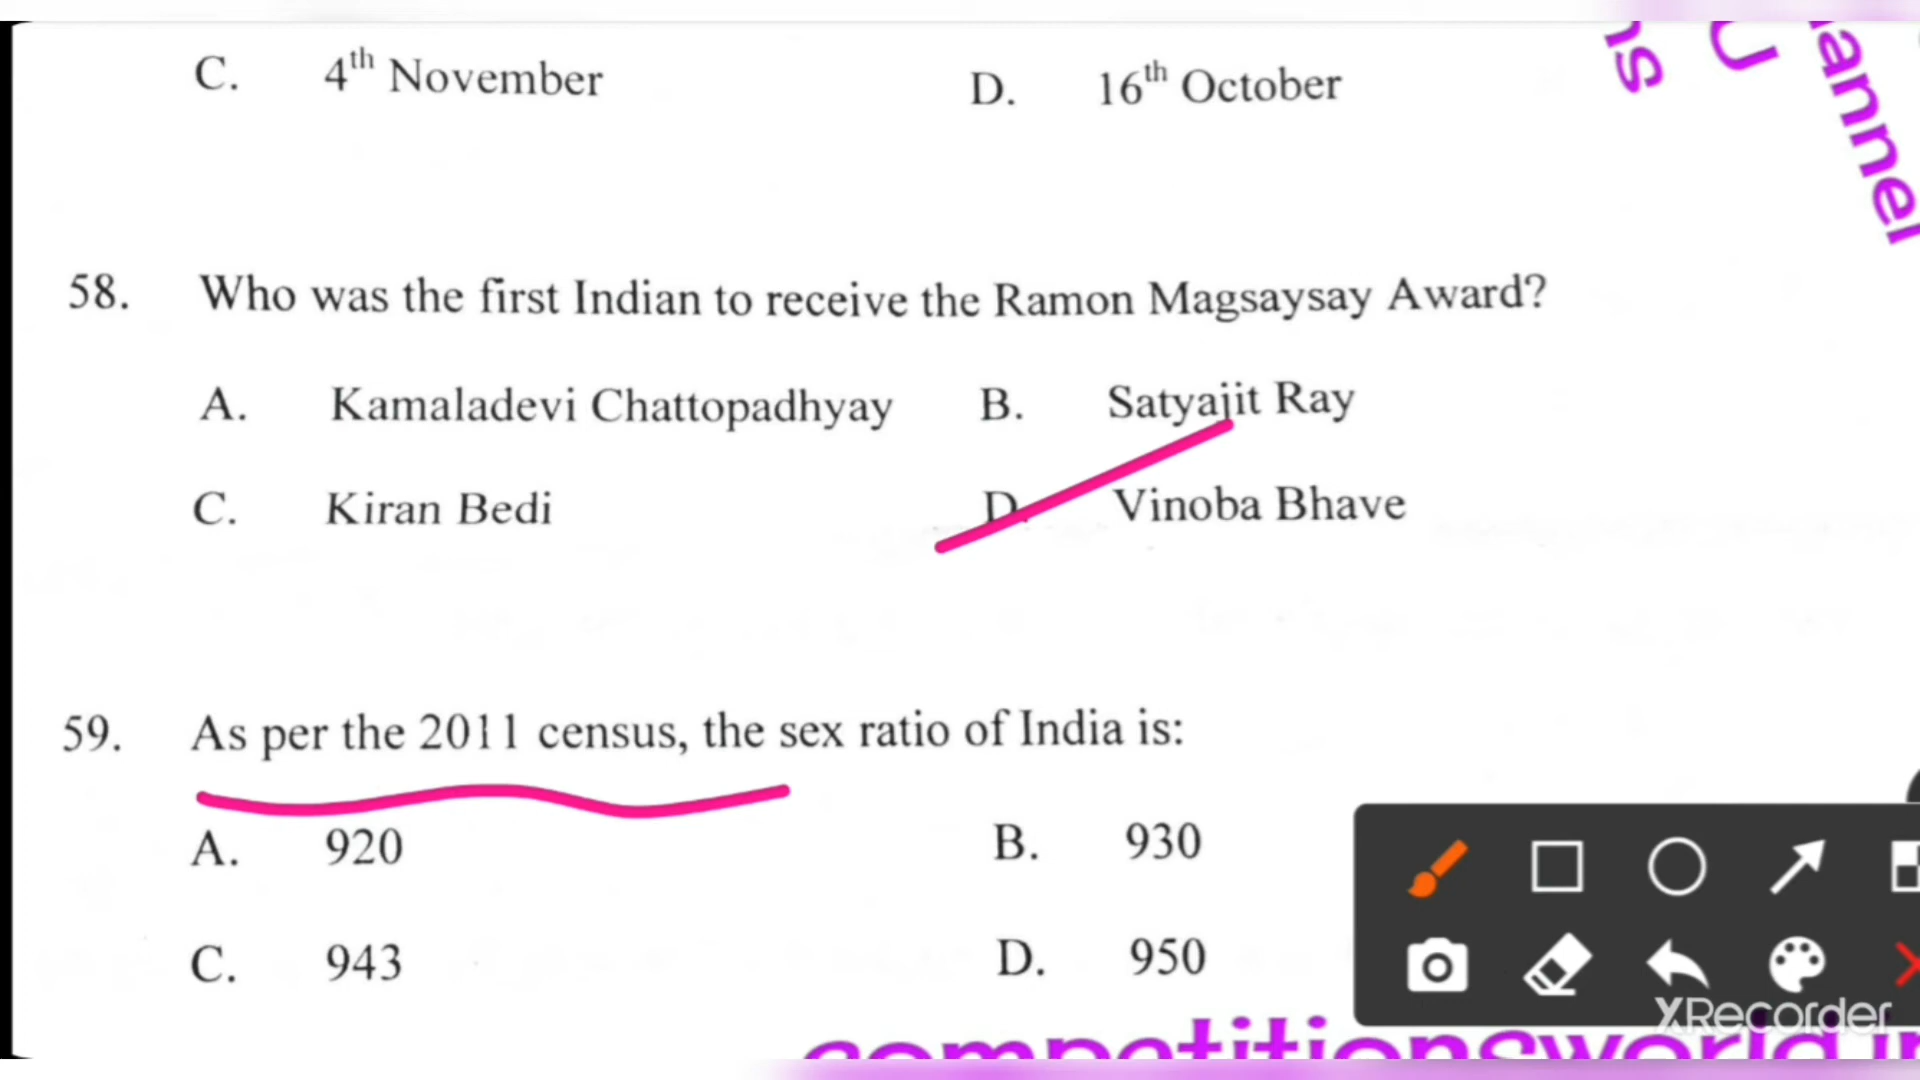 C. 4th November D. 16th October
58. Who was the first Indian to receive the Ramon Magsaysay Award?
A. Kamaladevi Chattopadhyay B. Satyajit Ray
C. Kiran Bedi D. Vinoba Bhave
59. As per the 2011 census, the sex ratio of India is:
A. 920 B. 930
C. 943 D. 950
XRecorder